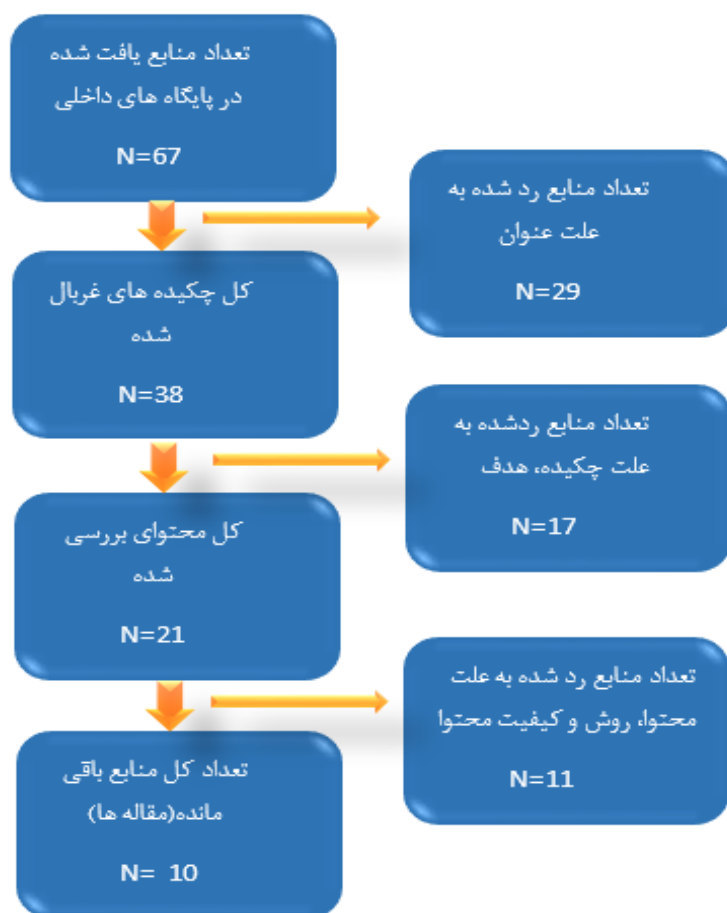 تعداد منابع یافت شده
در پایگاه های داخلی
N=67
تعداد منابع رد شده به
علت عنوان
N=29
کل چکیده های غربال
شده
N=38
تعداد منابع ردشده به
علت چکیده، هدف
N=17
کل محتوای بررسی
شده
N=21
تعداد منابع رد شده به علت
محتوا، روش و کیفیت محتوا
N=11
تعداد کل منابع باقی
مانده(مقاله ها)
N= 10